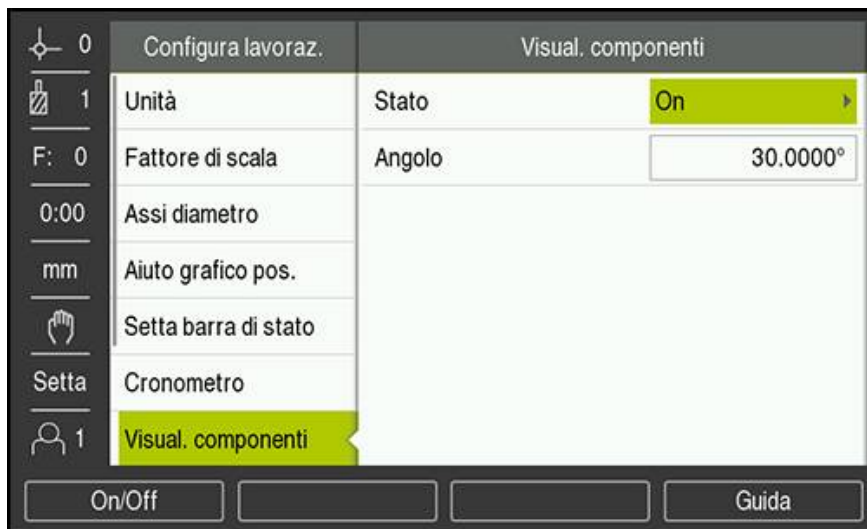 0
Configura lavoraz.
Visual. componenti
1
Unità
Stato
On
F: 0
Fattore di scala
Angolo
30.0000°
0:00
Assi diametro
mm
Aiuto grafico pos.
Setta barra di stato
Setta
Cronometro
1
Visual. componenti
On/Off
Guida